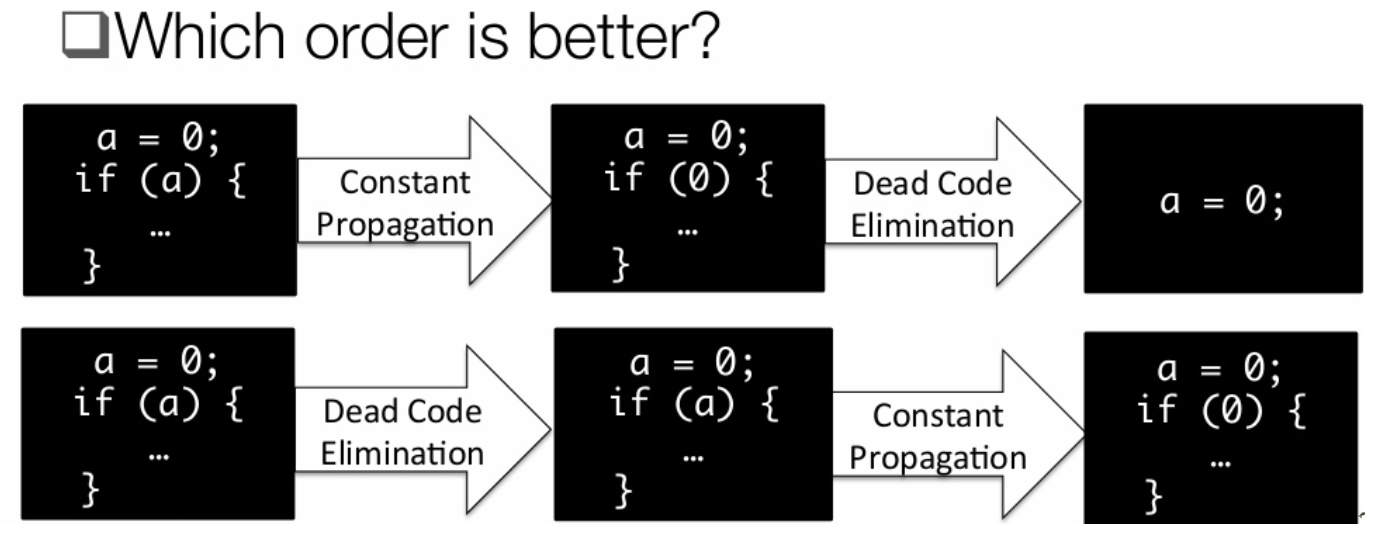 ❑Which order is better?
a = 0;
if (a) {
…
}
Constant
Propagation
a = 0;
if (0) {
…
}
Dead Code
Elimination
a = 0;
a = 0;
if (a) {
…
}
Dead Code
Elimination
a = 0;
if (a) {
…
}
Constant
Propagation
a = 0;
if (0) {
…
}